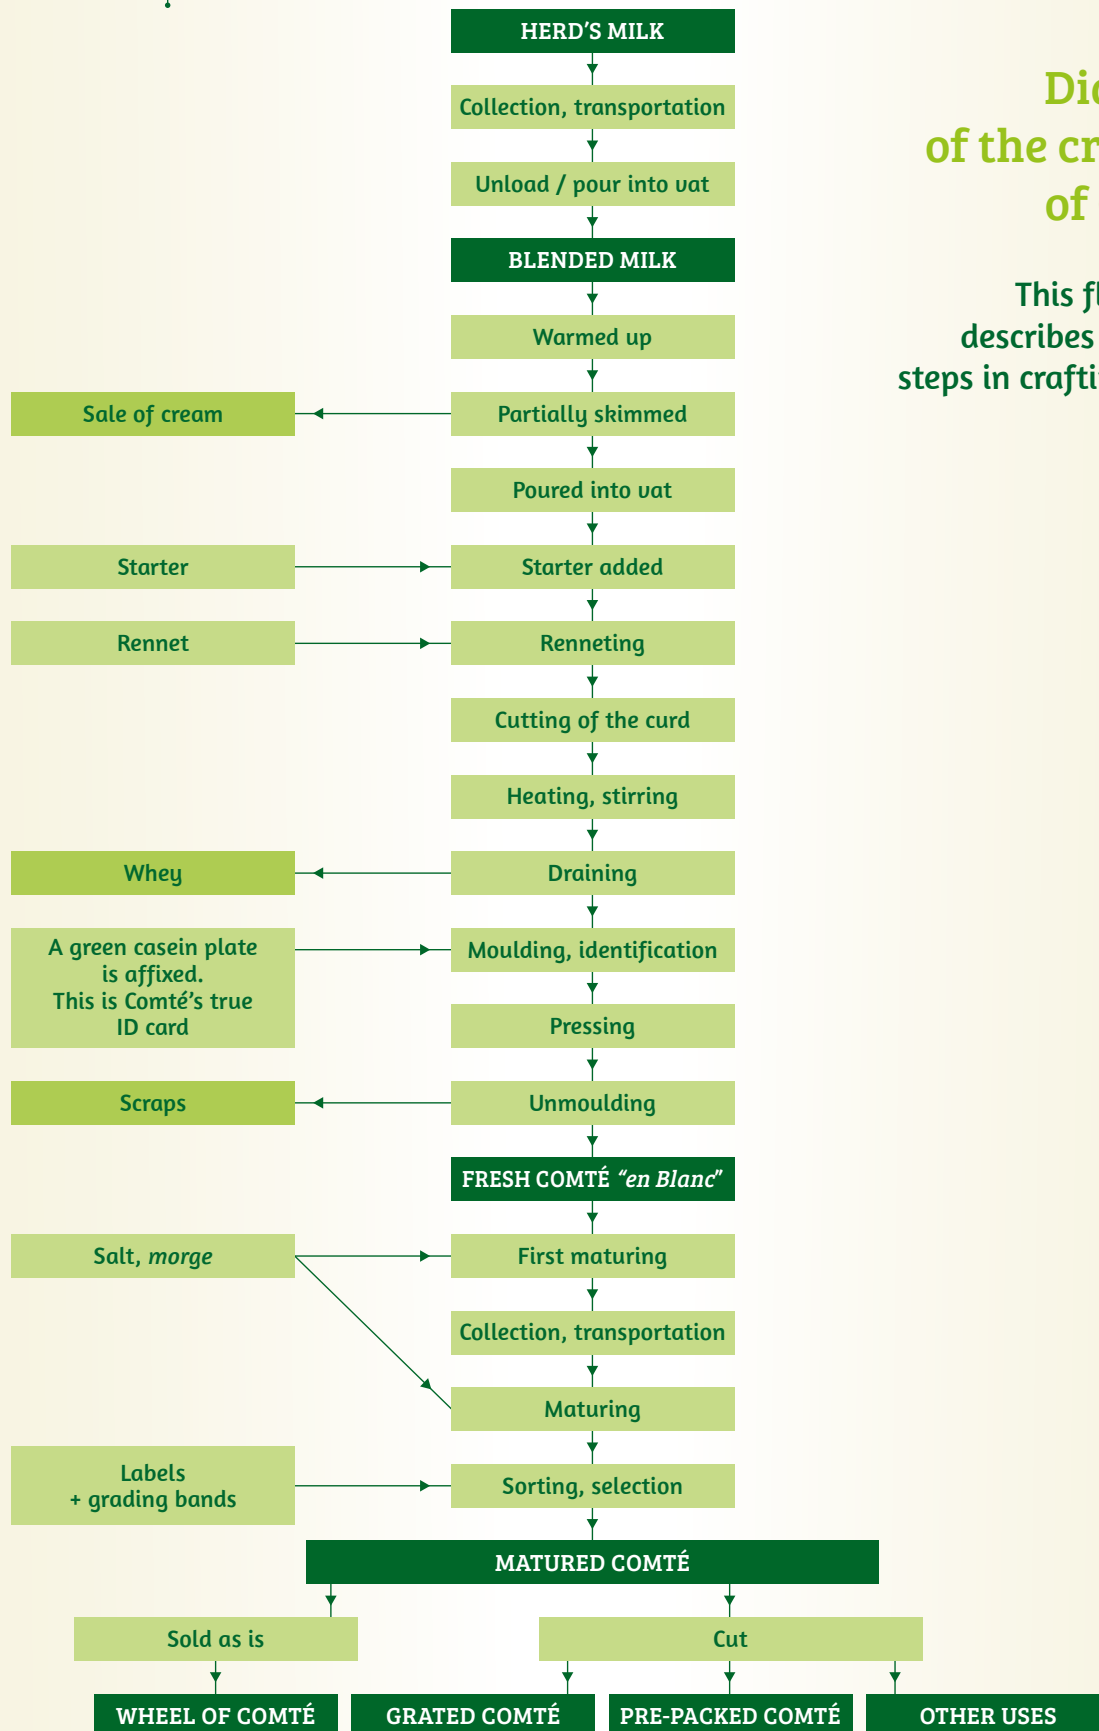 HERD'S MILK
Collection, transportation
Unload / pour into vat
BLENDED MILK
Warmed up
Sale of cream
Partially skimmed
Poured into vat
Starter
Starter added
Rennet
Renneting
Cutting of the curd
Heating, stirring
Whey
Draining
A green casein plate
is affixed.
This is Comté's true
ID card
Moulding, identification
Pressing
Scraps
Unmoulding
FRESH COMTÉ “en Blanc”
Salt, morge
First maturing
Collection, transportation
Maturing
Labels
+ grading bands
Sorting, selection
MATURED COMTÉ
Sold as is
Cut
WHEEL OF COMTÉ
GRATED COMTÉ
PRE-PACKED COMTÉ
OTHER USES
of the
of
This
describes
steps in